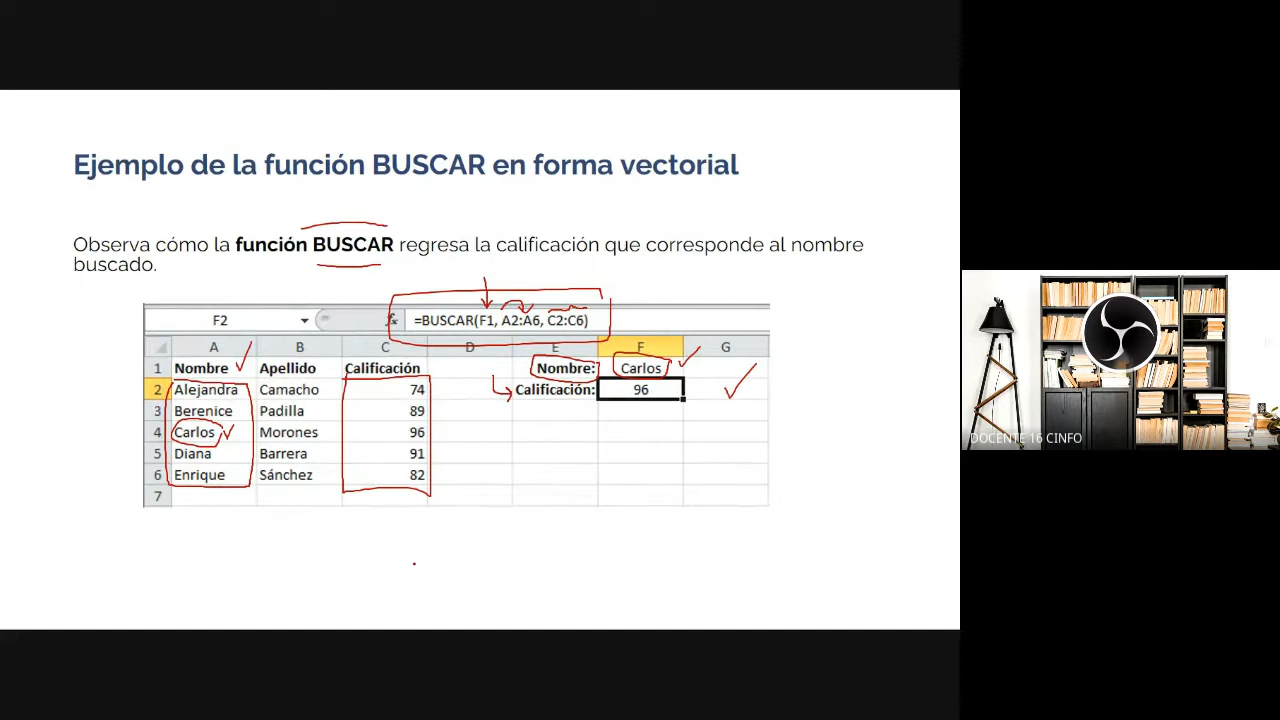 Ejemplo de la función BUSCAR en forma vectorial
Observa cómo la función BUSCAR regresa la calificación que corresponde al nombre
buscado.
F2 fx =BUSCAR(F1, A2:A6, C2:C6)
A B C D E F G
1 Nombre Apellido Calificación Nombre: Carlos
2 Alejandra Camacho 74 Calificación: 96
3 Berenice Padilla 89
4 Carlos Morones 96
5 Diana Barrera 91
6 Enrique Sánchez 82
7
DOCENTE 16 CINFO